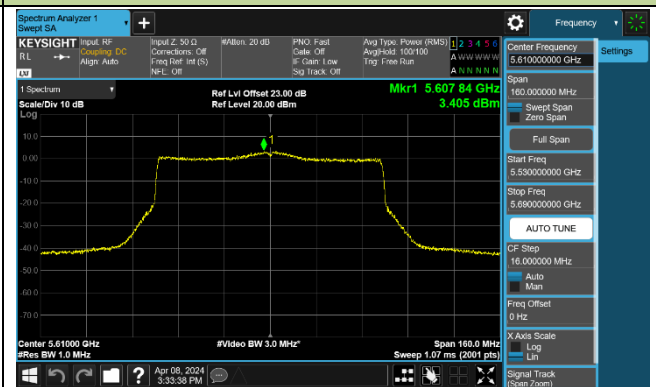 Spectrum Analyzer 1
Swept SA
+
Frequency
KEYSIGHT
RL
LXI
Input: RF
Coupling: DC
Align: Auto
Input Z: 50 Ω
Corrections: Off
Freq Ref: Int (S)
NFE: Off
#Atten: 20 dB
PNO: Fast
Gate: Off
IF Gain: Low
Sig Track: Off
Avg Type: Power (RMS)
Avg|Hold: 100/100
Trig: Free Run
1 2 3 4 5 6
A W W W W W
A N N N N N
1 Spectrum
Scale/Div 10 dB
Log
Ref Lvl Offset 23.00 dB
Ref Level 20.00 dBm
Mkr1 5.607 84 GHz
3.405 dBm
10.0
0.00
-10.0
-20.0
-30.0
-40.0
-50.0
-60.0
-70.0
1
Center 5.61000 GHz
#Res BW 1.0 MHz
#Video BW 3.0 MHz*
Span 160.0 MHz
Sweep 1.07 ms (2001 pts)
Center Frequency
5.610000000 GHz
Span
160.000000 MHz
Swept Span
Zero Span
Full Span
Start Freq
5.530000000 GHz
Stop Freq
5.690000000 GHz
AUTO TUNE
CF Step
16.000000 MHz
Auto
Man
Freq Offset
0 Hz
X Axis Scale
Log
Lin
Signal Track
(Span Zoom)
Settings
?
Apr 08, 2024
3:33:38 PM